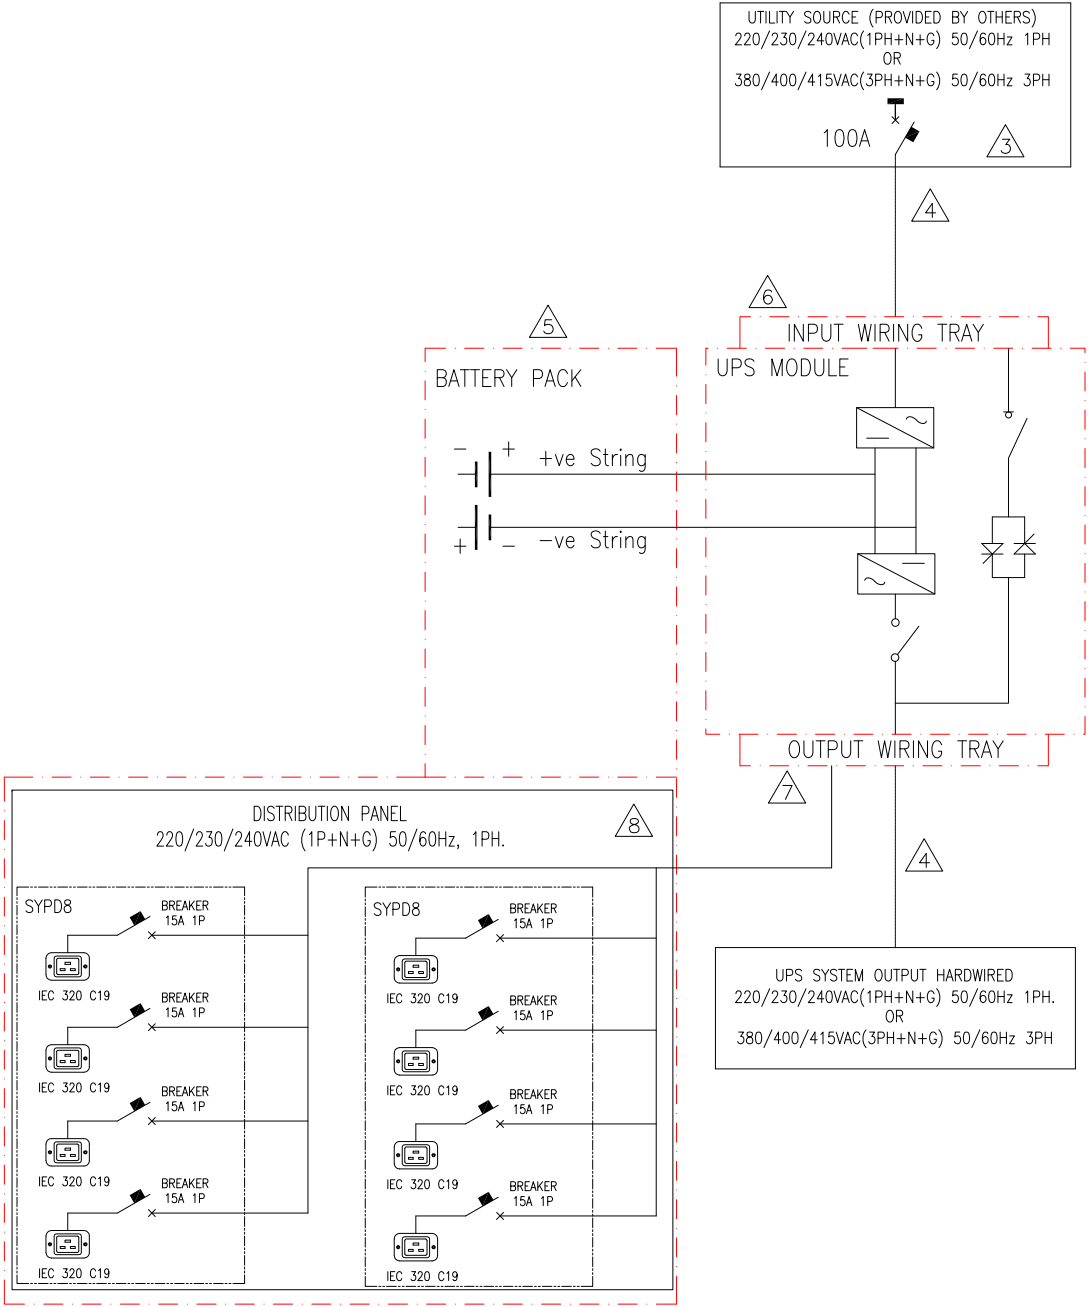 UTILITY SOURCE (PROVIDED BY OTHERS)
220/230/240VAC(1PH+N+G) 50/60Hz 1PH
OR
380/400/415VAC(3PH+N+G) 50/60Hz 3PH
100A
3
4
6
INPUT WIRING TRAY
5
BATTERY PACK
UPS MODULE
- +
+ve String
+ -
-ve String
OUTPUT WIRING TRAY
7
DISTRIBUTION PANEL
220/230/240VAC (1P+N+G) 50/60Hz, 1PH.
8
4
SYPD8
BREAKER
15A 1P
IEC 320 C19
BREAKER
15A 1P
IEC 320 C19
BREAKER
15A 1P
IEC 320 C19
BREAKER
15A 1P
IEC 320 C19
SYPD8
BREAKER
15A 1P
IEC 320 C19
BREAKER
15A 1P
IEC 320 C19
BREAKER
15A 1P
IEC 320 C19
BREAKER
15A 1P
IEC 320 C19
UPS SYSTEM OUTPUT HARDWIRED
220/230/240VAC(1PH+N+G) 50/60Hz 1PH.
OR
380/400/415VAC(3PH+N+G) 50/60Hz 3PH